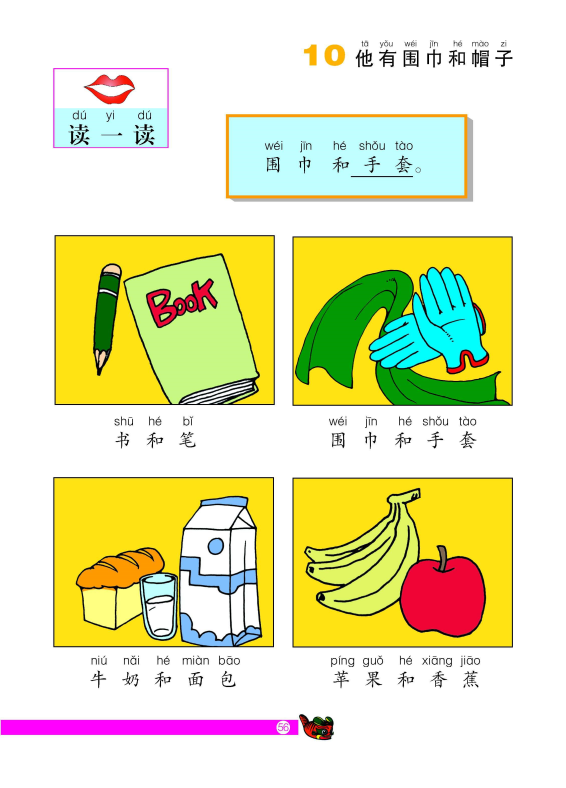 tā yǒu wéi jīn hé mào zi
10 他有围巾和帽子
dú yi dú
读一读
wéi jīn hé shǒu tào
围巾和手套。
BOOK
shū hé bǐ
书和笔
wéi jīn hé shǒu tào
围巾和手套
niú nǎi hé miàn bāo
牛奶和面包
píng guǒ hé xiāng jiāo
苹果和香蕉
56